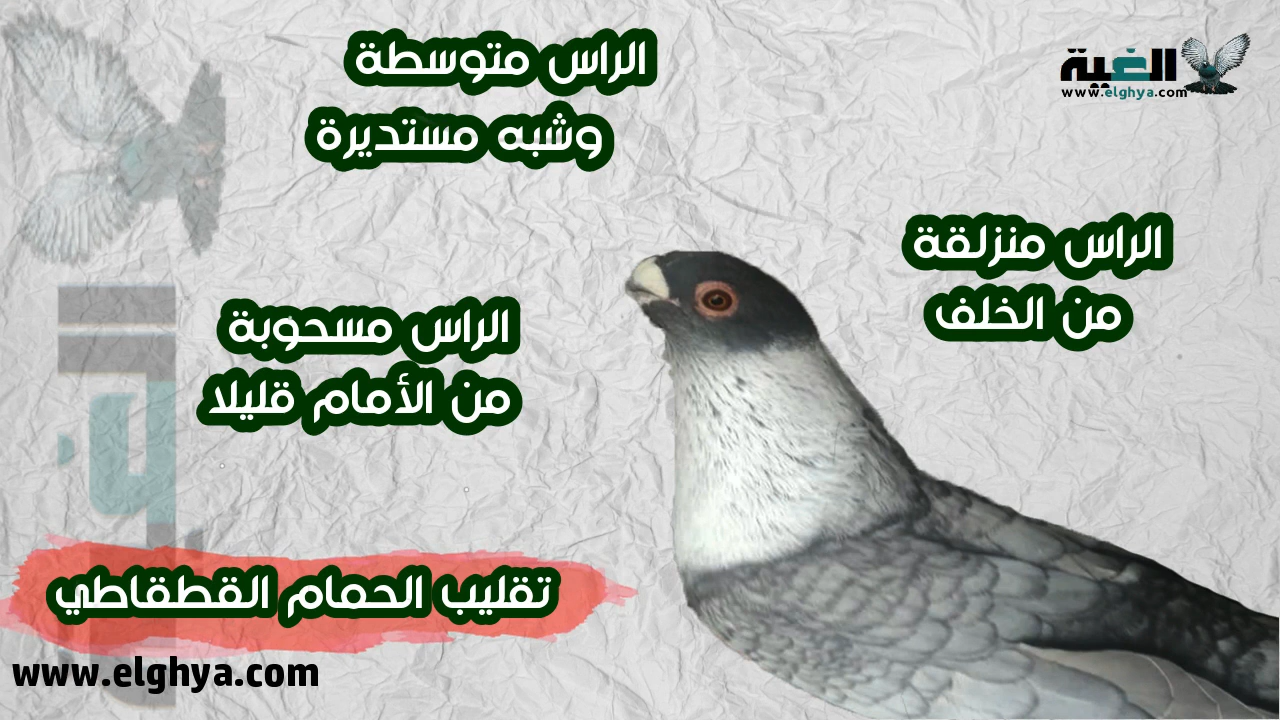 الراس متوسطة
وشبه مستديرة
الغية
www.elghya.com
الراس منزلقة
من الخلف
الراس مسحوبة
من الأمام قليلا
تقليب الحمام القطقاطي
www.elghya.com